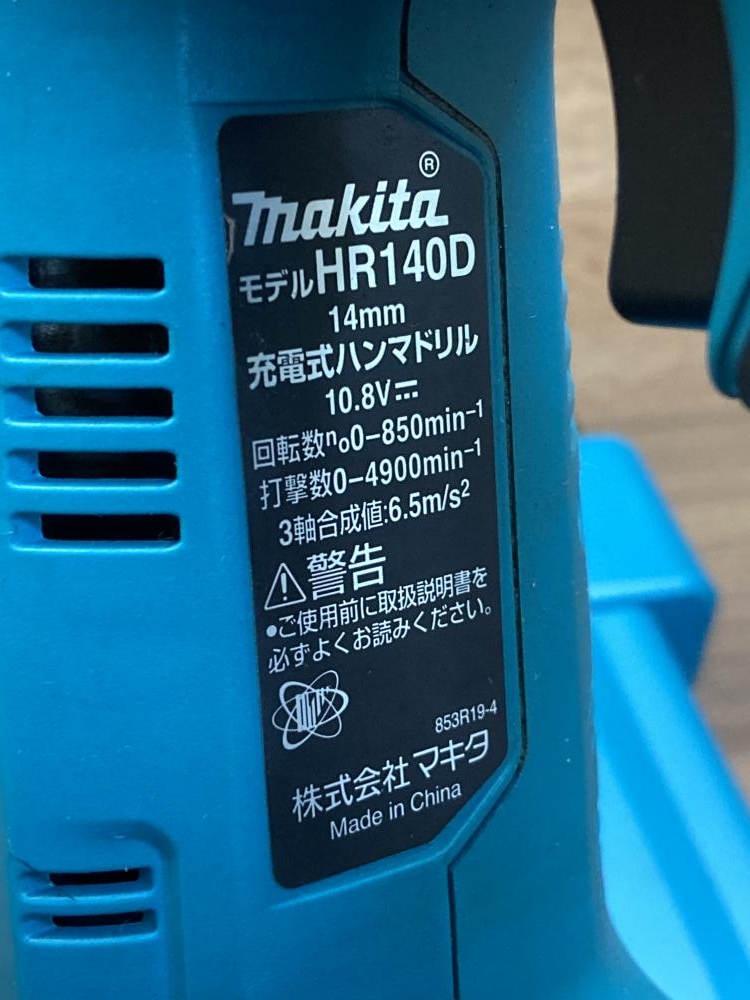 makita®
モデルHR140D
14mm
充電式ハンマドリル
10.8V⎓
回転数n₀0-850min⁻¹
打撃数0-4900min⁻¹
3軸合成値:6.5m/s²
⚠警告
•ご使用前に取扱説明書を
必ずよくお読みください。
853R19-4
株式会社マキタ
Made in China